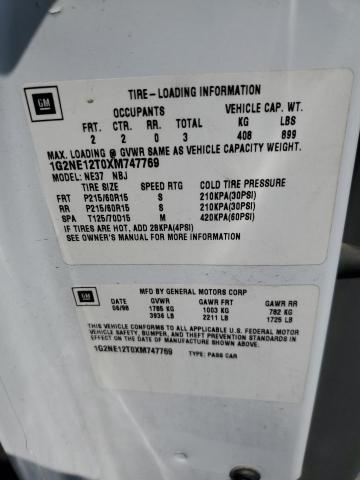 GM
TIRE-LOADING INFORMATION
OCCUPANTS VEHICLE CAP. WT.
FRT. CTR. RR. TOTAL KG LBS
2 2 0 3 408 899
MAX. LOADING @ GVWR SAME AS VEHICLE CAPACITY WEIGHT.
1G2NE12T0XM747769
MODEL: NE37 NBJ
TIRE SIZE SPEED RTG COLD TIRE PRESSURE
FRT P215/60R15 S 210KPA(30PSI)
RR P215/60R15 S 210KPA(30PSI)
SPA T125/70D15 M 420KPA(60PSI)
IF TIRES ARE HOT, ADD 28KPA(4PSI)
SEE OWNER'S MANUAL FOR MORE INFORMATION.
GM
MFD BY GENERAL MOTORS CORP
DATE GVWR GAWR FRT GAWR RR
06/98 1785 KG 1003 KG 782 KG
3936 LB 2211 LB 1725 LB
THIS VEHICLE CONFORMS TO ALL APPLICABLE U.S. FEDERAL MOTOR
VEHICLE SAFETY, BUMPER, AND THEFT PREVENTION STANDARDS IN
EFFECT ON THE DATE OF MANUFACTURE SHOWN ABOVE.
1G2NE12T0XM747769 TYPE: PASS CAR